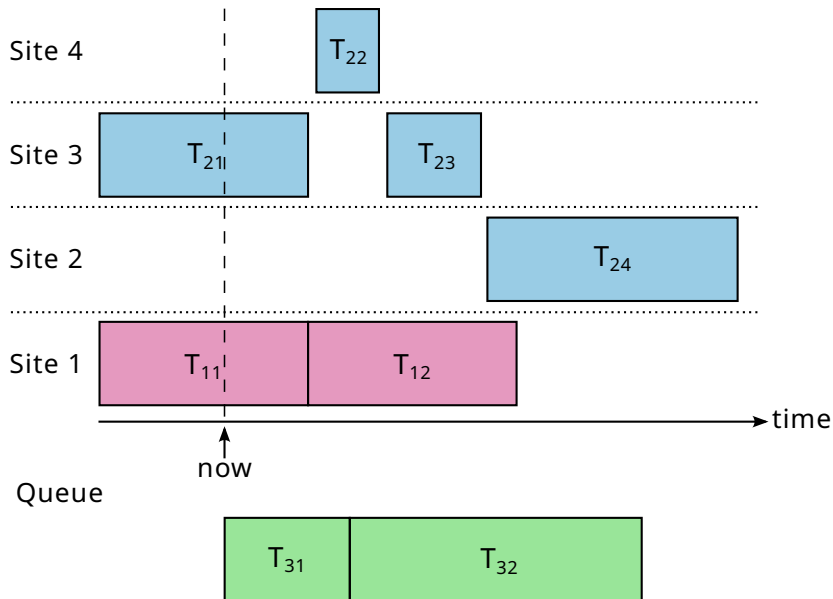 Site 4
T22
Site 3
T21
T23
Site 2
T24
Site 1
T11
T12
time
now
Queue
T31
T32